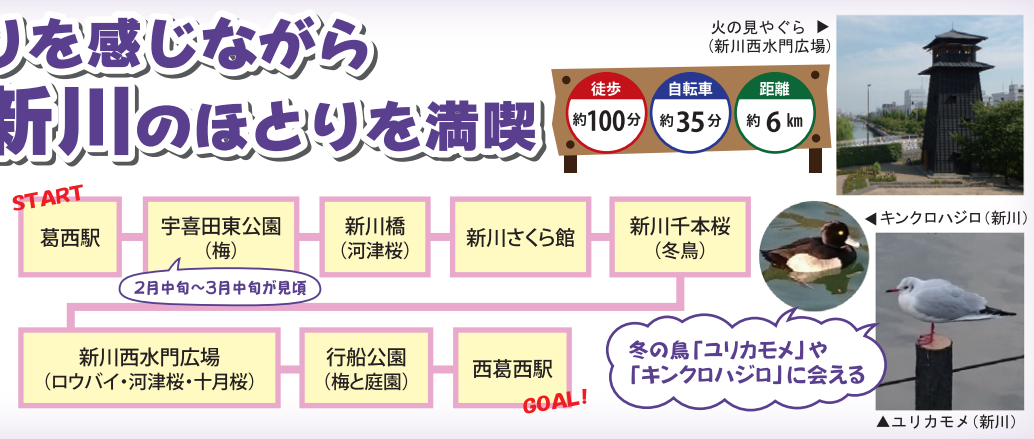 りを感じながら
新川のほとりを満喫
徒歩
約100分
自転車
約35分
距離
約6km
火の見やぐら ▶
（新川西水門広場）
START
葛西駅
宇喜田東公園
（梅）
2月中旬～3月中旬が見頃
新川橋
（河津桜）
新川さくら館
新川千本桜
（冬鳥）
◀キンクロハジロ（新川）
新川西水門広場
（ロウバイ・河津桜・十月桜）
行船公園
（梅と庭園）
西葛西駅
GOAL!
冬の鳥「ユリカモメ」や
「キンクロハジロ」に会える
▲ユリカモメ（新川）